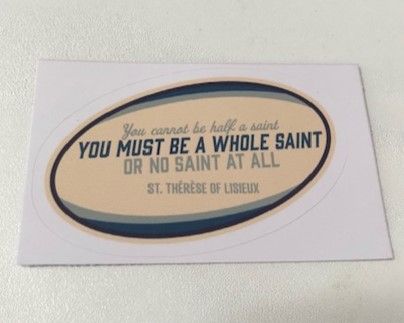 You cannot be half a saint
YOU MUST BE A WHOLE SAINT
OR NO SAINT AT ALL
ST. THÉRÈSE OF LISIEUX